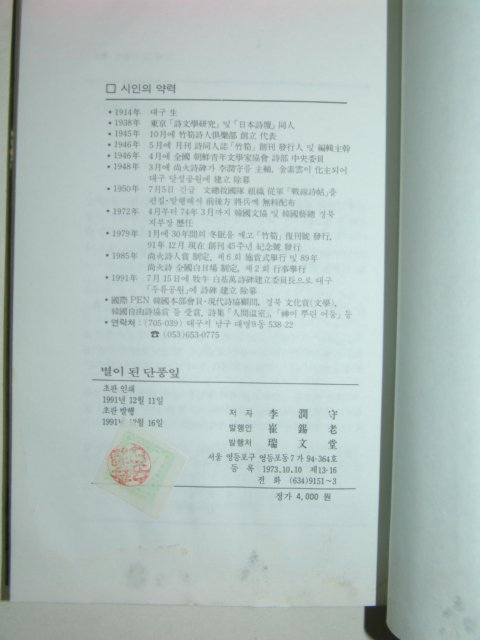 □ 시인의 약력
• 1914年 대구 生
• 1938年 東京「詩文學研究」및「日本詩壇」同人
• 1945年 10月에 竹筍詩人俱樂部 創立 代表
• 1946年 5月에 月刊 詩同人誌「竹筍」創刊 發行人 및 編輯主幹
• 1946年 4月에 全國 朝鮮靑年文學家協會 詩部 中央委員
• 1948年 3月에 尙火詩碑가 李潤守를 主軸, 金素雲이 化主되어
대구 달성공원에 建立 除幕
• 1950年 7月5日 긴급 文總救國隊 組織 從軍「戰線詩帖」을
편집·발행해서 前後方 將兵에 無料配布
• 1972年 4月부터 74年 3月까지 韓國文協 및 韓國藝總 경북
지부장 歷任
• 1979年 1月에 30年間의 冬眠을 깨고「竹筍」復刊號 發行,
91年 12月 現在 創刊 45주년 紀念號 發行
• 1985年 尙火詩人賞 制定, 제6회 施賞式擧行 및 89年
尙火詩 全國白日場 制定, 제2회 行事擧行
• 1991年 7月 15日에 牧牛 白基萬 詩碑建立委員長으로 대구
「두류공원」에 詩碑 建立 除幕
• 國際 PEN 韓國本部會員·現代詩協顧問, 경북 文化賞(文學),
韓國自由詩協賞 등 受賞, 詩集「人間溫室」,「神이 뿌린 어둠」등
• 연락처 : (705-039) 대구시 남구 대명9동 538-22
☎ (053)653-0775
별이 된 단풍잎
초판 인쇄
1991년 12월 11일
초판 발행
1991년 12월 16일
저 자 李 潤 守
발행인 崔 錫 老
발행처 瑞 文 堂
서울 영등포구 영등포동7가 94-364호
등 록 1973.10.10 제13-16
전 화 (634)9151~3
정가 4,000 원